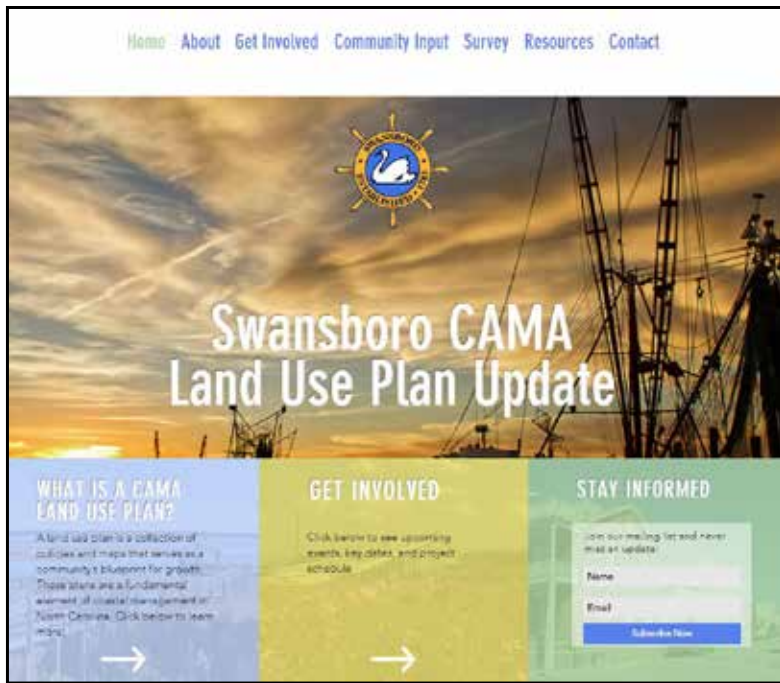 Home About Get Involved Community Input Survey Resources Contact
SWANSBORO
ESTABLISHED
Swansboro CAMA
Land Use Plan Update
WHAT IS A CAMA
LAND USE PLAN?
A land use plan is a collection of
policies and maps that serves as a
community's blueprint for growth.
These plans are a fundamental
element of coastal management in
North Carolina. Click below to learn
more!
GET INVOLVED
Click below to see upcoming
events, key dates, and project
schedule
STAY INFORMED
Join our mailing list and never
miss an update
Name
Email
Subscribe Now